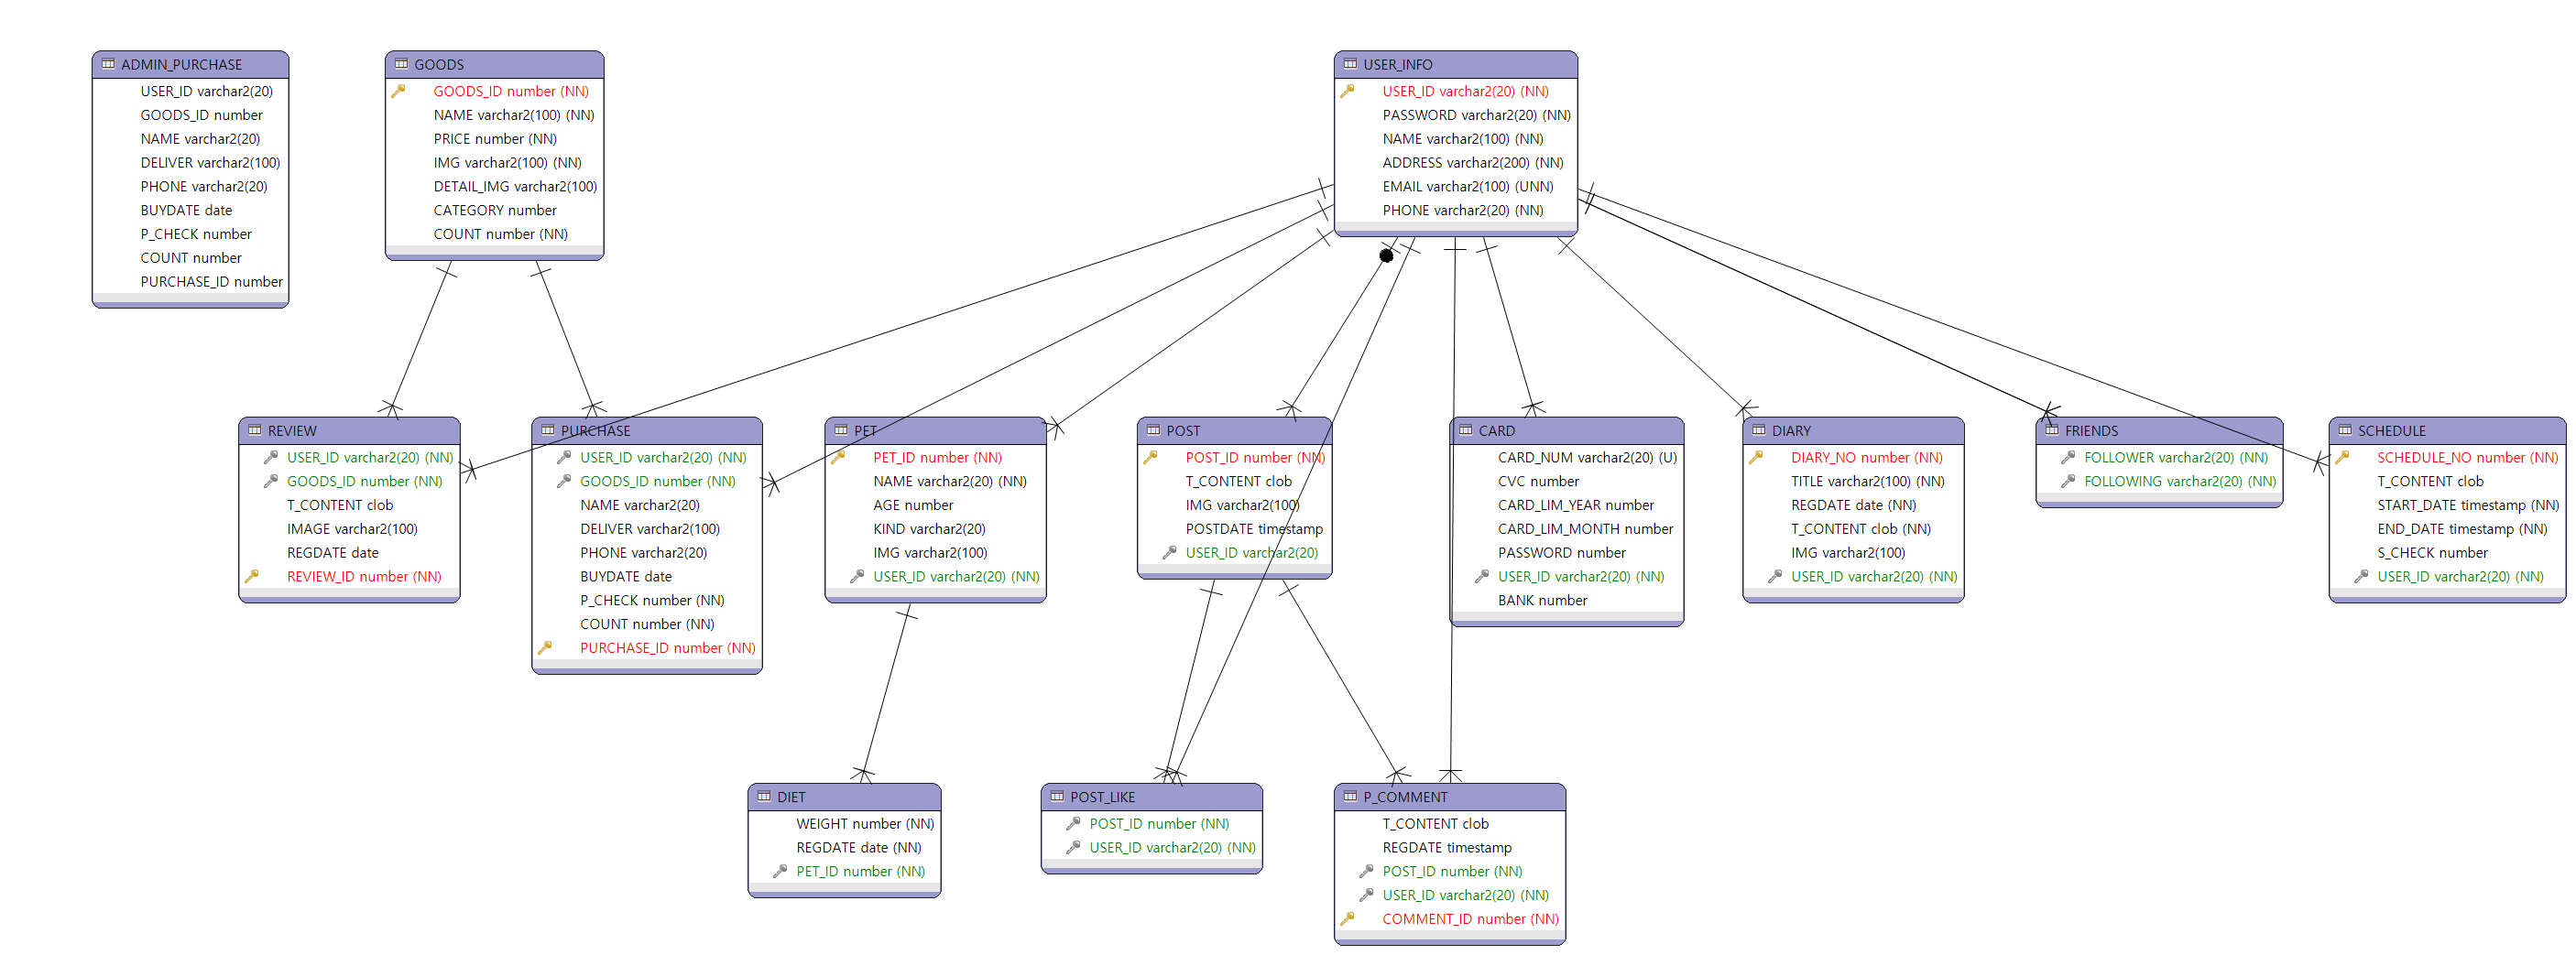 ADMIN_PURCHASE
USER_ID varchar2(20)
GOODS_ID number
NAME varchar2(20)
DELIVER varchar2(100)
PHONE varchar2(20)
BUYDATE date
P_CHECK number
COUNT number
PURCHASE_ID number
GOODS
GOODS_ID number (NN)
NAME varchar2(100) (NN)
PRICE number (NN)
IMG varchar2(100) (NN)
DETAIL_IMG varchar2(100)
CATEGORY number
COUNT number (NN)
USER_INFO
USER_ID varchar2(20) (NN)
PASSWORD varchar2(20) (NN)
NAME varchar2(100) (NN)
ADDRESS varchar2(200) (NN)
EMAIL varchar2(100) (UNN)
PHONE varchar2(20) (NN)
REVIEW
USER_ID varchar2(20) (NN)
GOODS_ID number (NN)
T_CONTENT clob
IMAGE varchar2(100)
REGDATE date
REVIEW_ID number (NN)
PURCHASE
USER_ID varchar2(20) (NN)
GOODS_ID number (NN)
NAME varchar2(20)
DELIVER varchar2(100)
PHONE varchar2(20)
BUYDATE date
P_CHECK number (NN)
COUNT number (NN)
PURCHASE_ID number (NN)
PET
PET_ID number (NN)
NAME varchar2(20) (NN)
AGE number
KIND varchar2(20)
IMG varchar2(100)
USER_ID varchar2(20) (NN)
POST
POST_ID number (NN)
T_CONTENT clob
IMG varchar2(100)
POSTDATE timestamp
USER_ID varchar2(20)
CARD
CARD_NUM varchar2(20) (U)
CVC number
CARD_LIM_YEAR number
CARD_LIM_MONTH number
PASSWORD number
USER_ID varchar2(20) (NN)
BANK number
DIARY
DIARY_NO number (NN)
TITLE varchar2(100) (NN)
REGDATE date (NN)
T_CONTENT clob (NN)
IMG varchar2(100)
USER_ID varchar2(20) (NN)
FRIENDS
FOLLOWER varchar2(20) (NN)
FOLLOWING varchar2(20) (NN)
SCHEDULE
SCHEDULE_NO number (NN)
T_CONTENT clob
START_DATE timestamp (NN)
END_DATE timestamp (NN)
S_CHECK number
USER_ID varchar2(20) (NN)
DIET
WEIGHT number (NN)
REGDATE date (NN)
PET_ID number (NN)
POST_LIKE
POST_ID number (NN)
USER_ID varchar2(20) (NN)
P_COMMENT
T_CONTENT clob
REGDATE timestamp
POST_ID number (NN)
USER_ID varchar2(20) (NN)
COMMENT_ID number (NN)